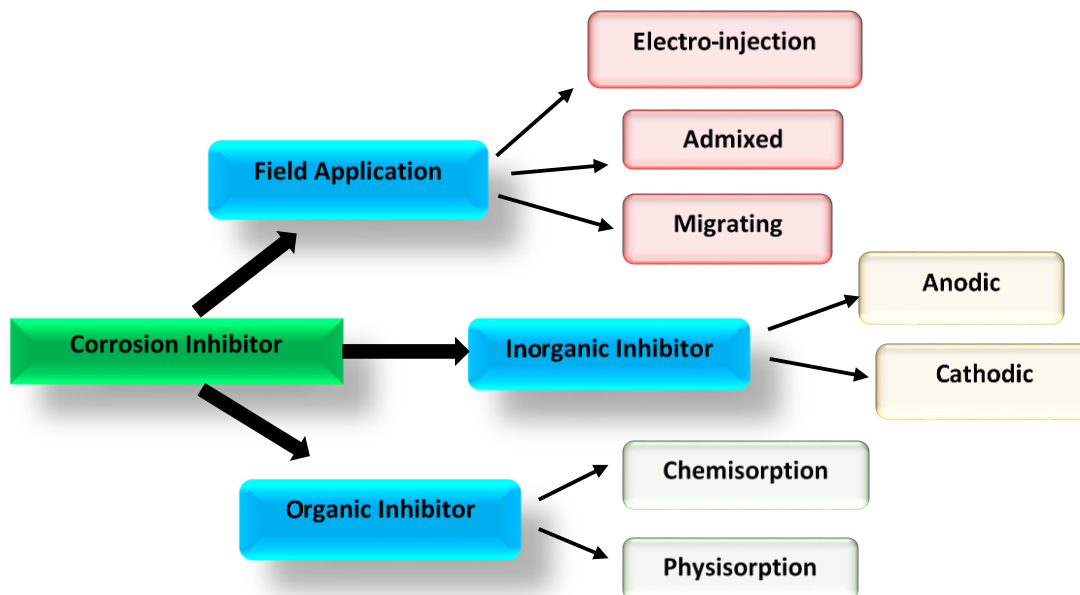 Electro-injection
Admixed
Field Application
Migrating
Anodic
Corrosion Inhibitor
Inorganic Inhibitor
Cathodic
Chemisorption
Organic Inhibitor
Physisorption